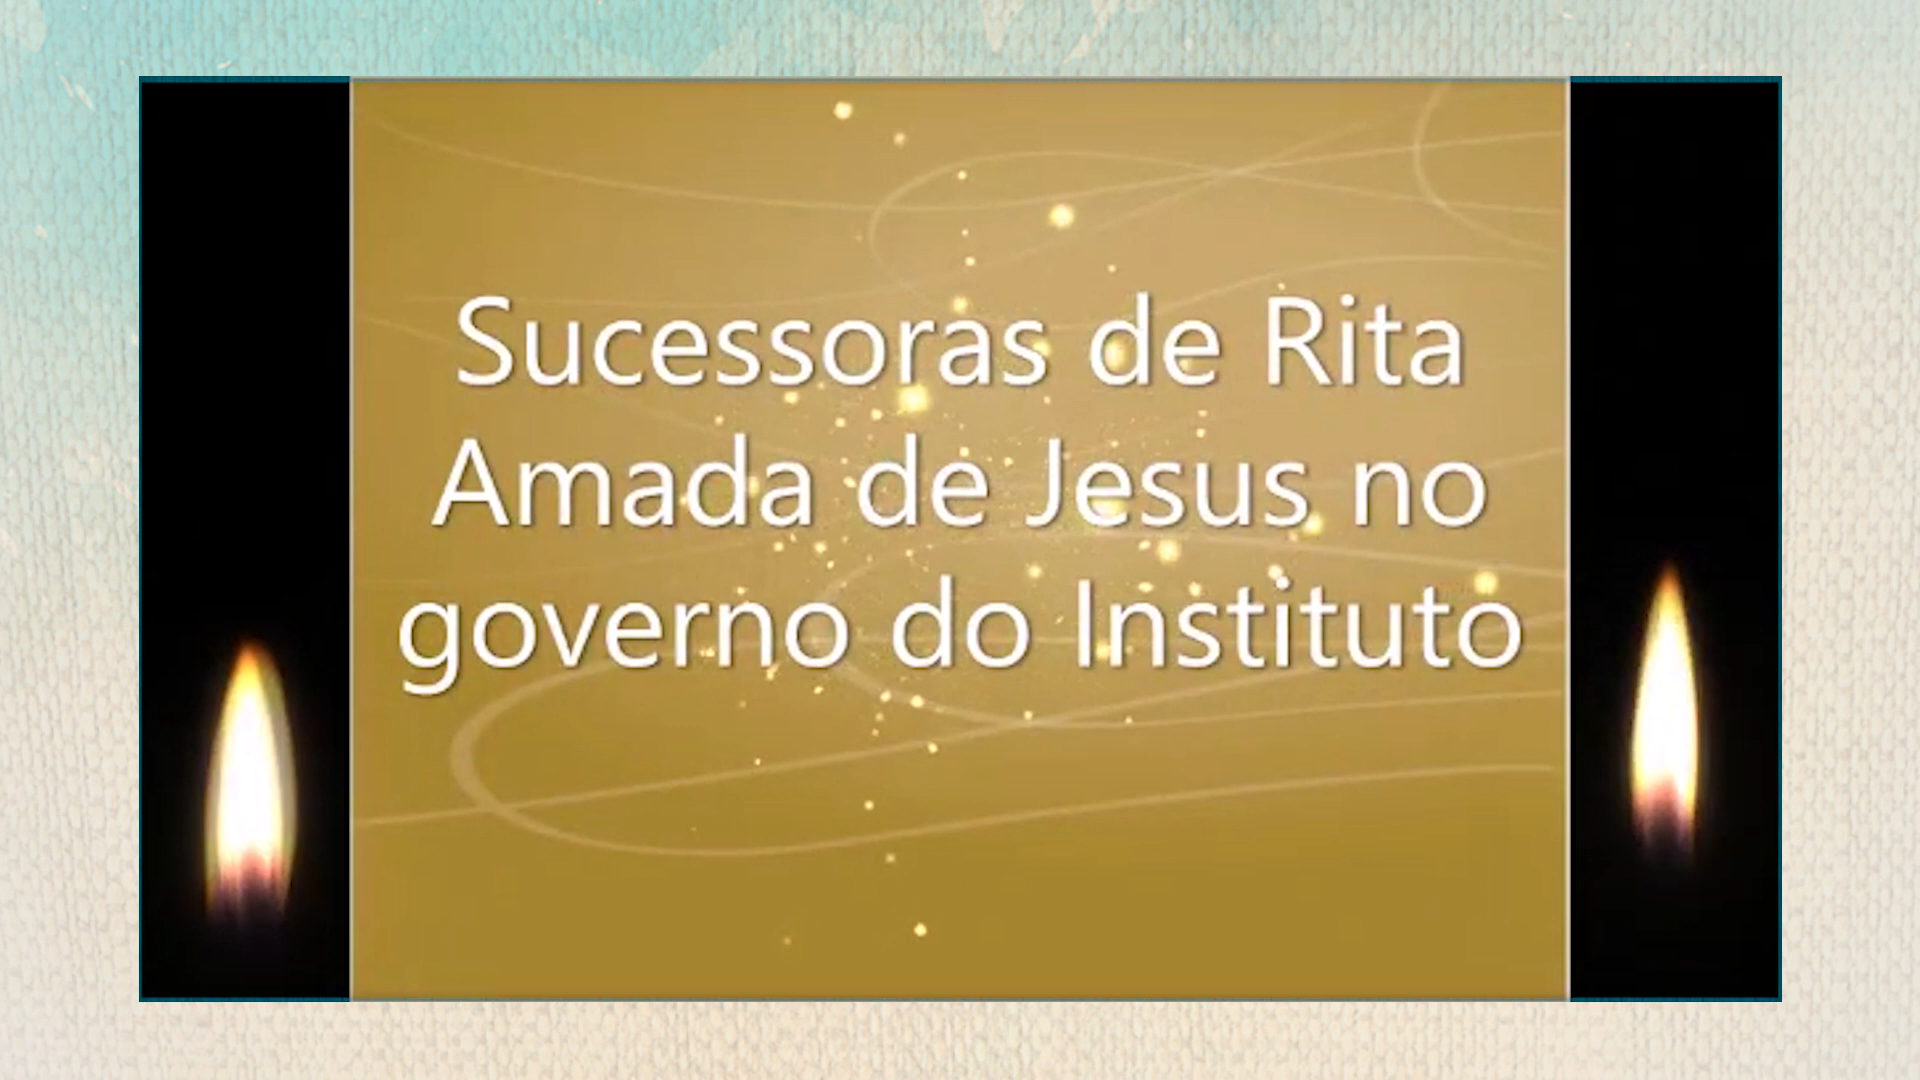 Sucessoras de Rita
Amada de Jesus no
governo do Instituto